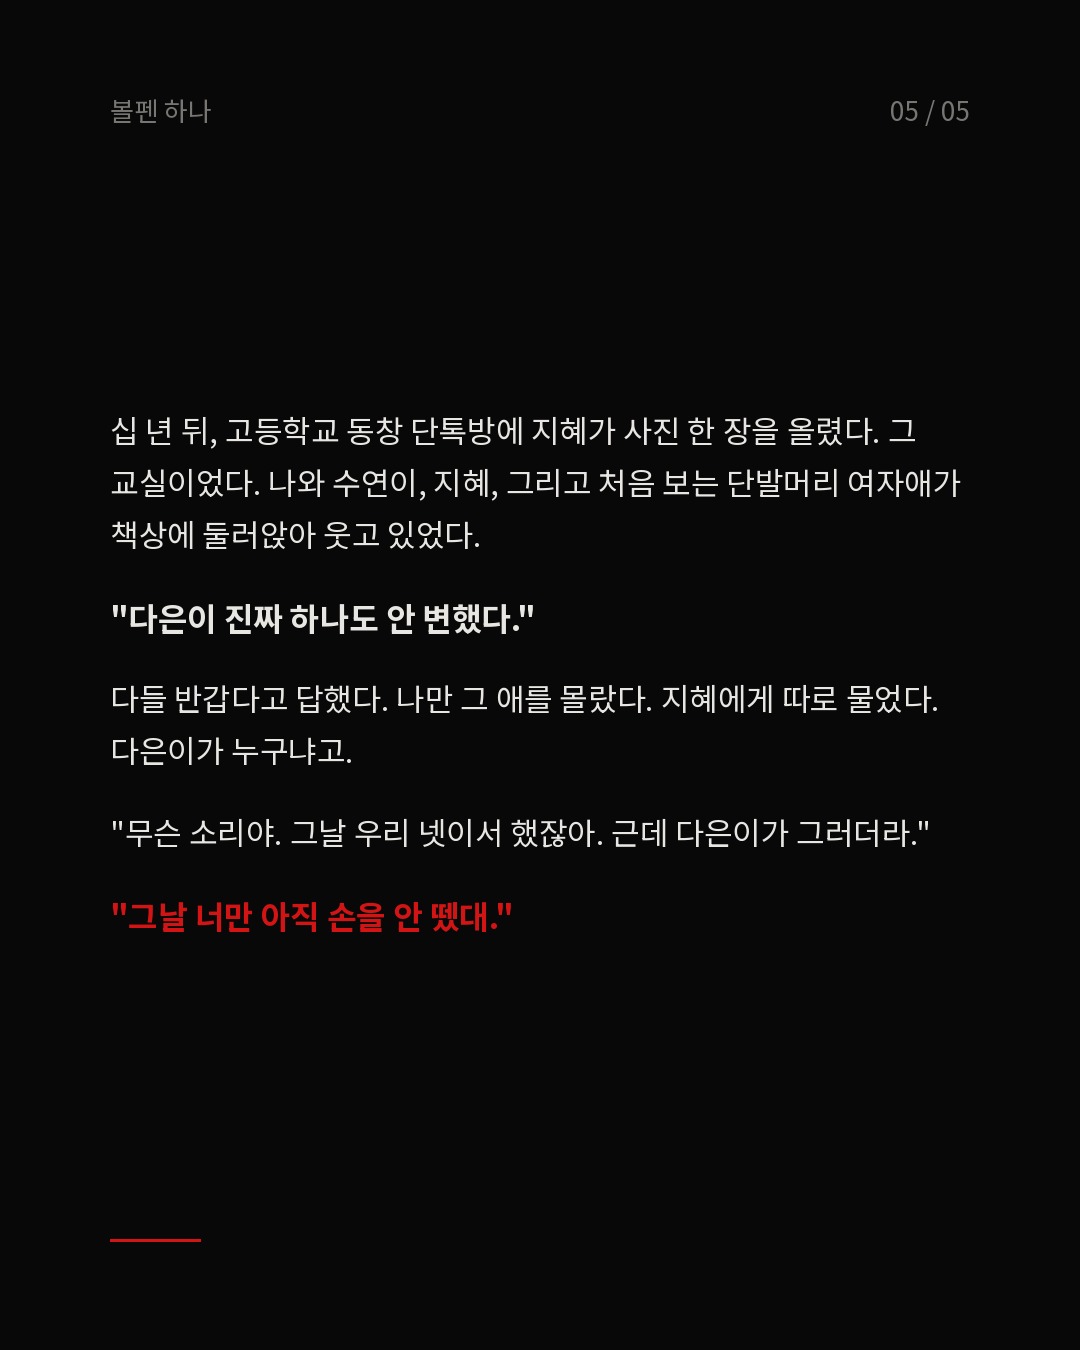 볼펜 하나
05 / 05
십 년 뒤, 고등학교 동창 단톡방에 지혜가 사진 한 장을 올렸다. 그
교실이었다. 나와 수연이, 지혜, 그리고 처음 보는 단발머리 여자애가
책상에 둘러앉아 웃고 있었다.
"다은이 진짜 하나도 안 변했다."
다들 반갑다고 답했다. 나만 그 애를 몰랐다. 지혜에게 따로 물었다.
다은이가 누구냐고.
"무슨 소리야. 그날 우리 넷이서 했잖아. 근데 다은이가 그러더라."
"그날 너만 아직 손을 안 뗐대."